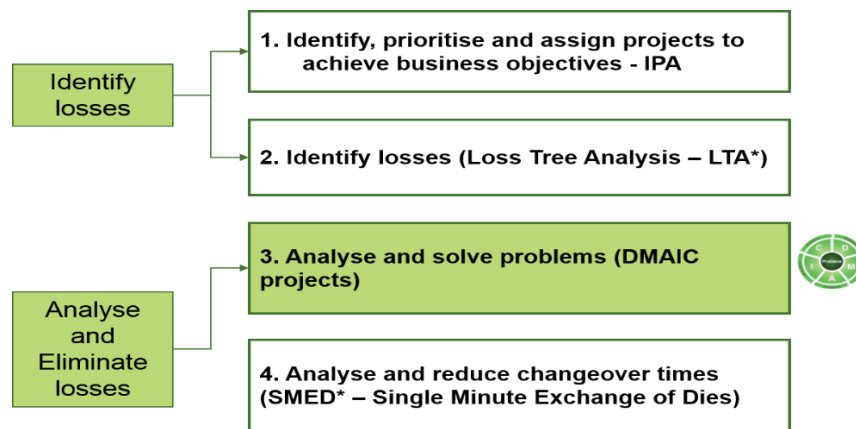 Identify
losses
1. Identify, prioritise and assign projects to
achieve business objectives - IPA
2. Identify losses (Loss Tree Analysis – LTA*)
Analyse
and
Eliminate
losses
3. Analyse and solve problems (DMAIC
projects)
C D
I M
A
4. Analyse and reduce changeover times
(SMED* – Single Minute Exchange of Dies)